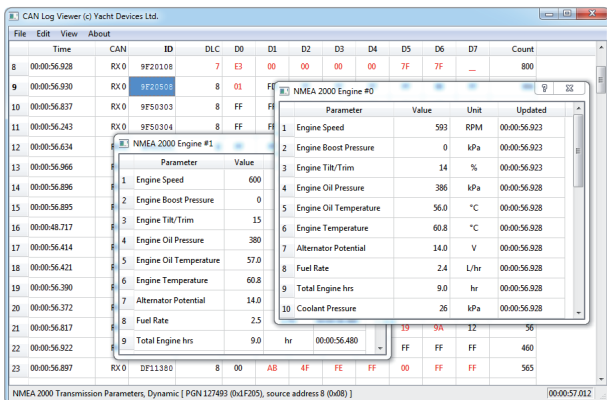 CAN Log Viewer (c) Yacht Devices Ltd.
File Edit View About
Time CAN ID DLC D0 D1 D2 D3 D4 D5 D6 D7 Count
8 00:00:56.928 RX 0 9F20108 7 E3 00 00 00 00 7F 7F __ 800
9 00:00:56.930 RX 0 9F20508 8 01
10 00:00:56.837 RX 0 9F50303 8 FF
11 00:00:56.243 RX 0 9F50304 8 FF
12 00:00:56.634
13 00:00:56.966
14 00:00:56.896
15 00:00:56.895
16 00:00:48.717
17 00:00:56.414
18 00:00:56.421
19 00:00:56.390
20 00:00:56.372
21 00:00:56.817 19 9A 12 56
22 00:00:56.922 FF FF FF 460
23 00:00:56.897 RX 0 DF11380 8 00 AB 4F FE FF 00 FF FF 565
NMEA 2000 Engine #0
Parameter Value Unit Updated
1 Engine Speed 593 RPM 00:00:56.923
2 Engine Boost Pressure 0 kPa 00:00:56.923
3 Engine Tilt/Trim 14 % 00:00:56.923
4 Engine Oil Pressure 386 kPa 00:00:56.928
5 Engine Oil Temperature 56.0 °C 00:00:56.928
6 Engine Temperature 60.8 °C 00:00:56.928
7 Alternator Potential 14.0 V 00:00:56.928
8 Fuel Rate 2.4 L/hr 00:00:56.928
9 Total Engine hrs 9.0 hr 00:00:56.928
10 Coolant Pressure 26 kPa 00:00:56.928
NMEA 2000 Engine #1
Parameter Value
1 Engine Speed 600
2 Engine Boost Pressure 0
3 Engine Tilt/Trim 15
4 Engine Oil Pressure 380
5 Engine Oil Temperature 57.0
6 Engine Temperature 60.8
7 Alternator Potential 14.0
8 Fuel Rate 2.5
9 Total Engine hrs 9.0 hr 00:00:56.480
NMEA 2000 Transmission Parameters, Dynamic [ PGN 127493 (0x1F205), source address 8 (0x08) ] 00:00:57.012